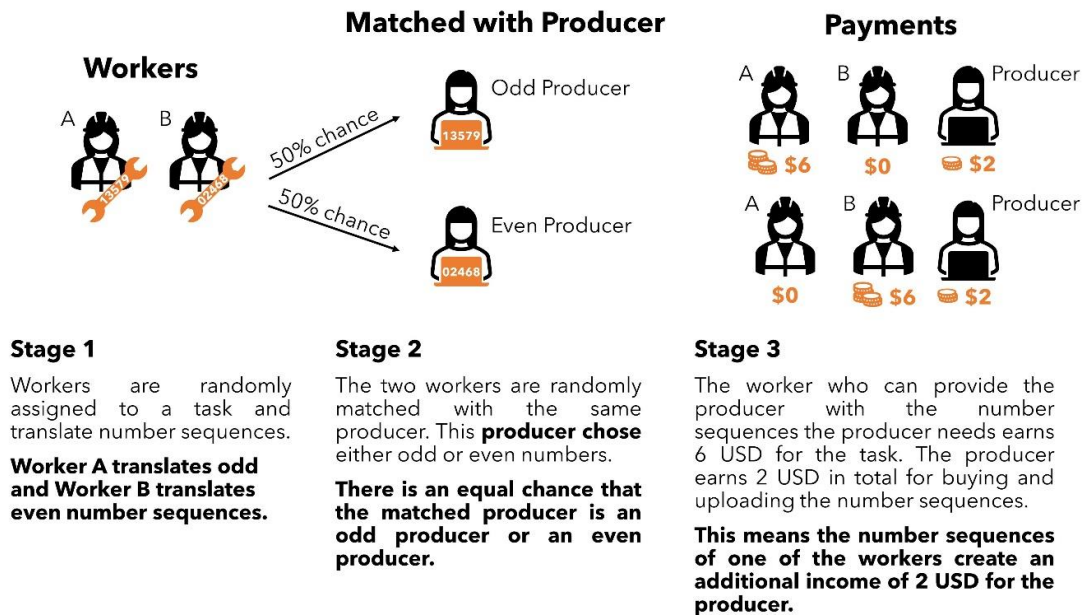 Matched with Producer
Payments
Workers
A
B
13579
02468
50% chance
50% chance
Odd Producer
13579
Even Producer
02468
A
B
Producer
$6
$0
$2
A
B
Producer
$0
$6
$2
Stage 1
Workers are randomly
assigned to a task and
translate number sequences.
Worker A translates odd
and Worker B translates
even number sequences.
Stage 2
The two workers are randomly
matched with the same
producer. This producer chose
either odd or even numbers.
There is an equal chance that
the matched producer is an
odd producer or an even
producer.
Stage 3
The worker who can provide the
producer with the number
sequences the producer needs earns
6 USD for the task. The producer
earns 2 USD in total for buying and
uploading the number sequences.
This means the number sequences
of one of the workers create an
additional income of 2 USD for the
producer.